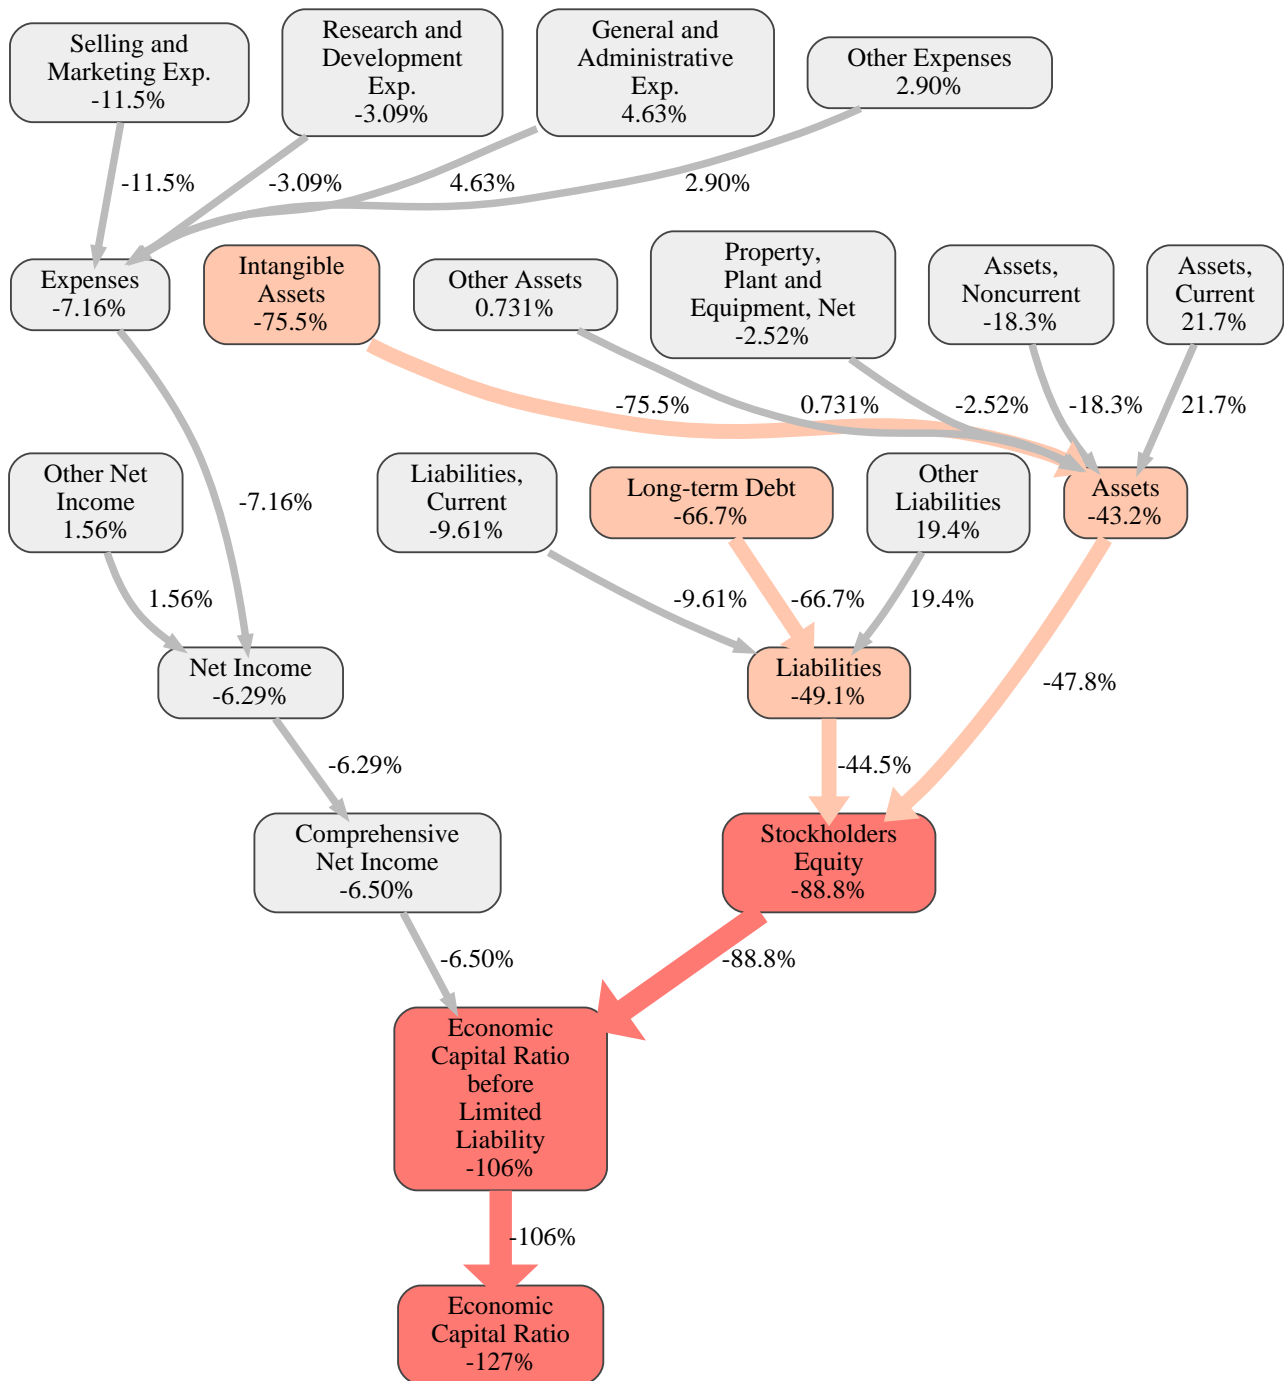 Selling and
Marketing Exp.
-11.5%
Research and
Development
Exp.
-3.09%
General and
Administrative
Exp.
4.63%
Other Expenses
2.90%
-11.5%
-3.09%
4.63%
2.90%
Expenses
-7.16%
Intangible
Assets
-75.5%
Other Assets
0.731%
Property,
Plant and
Equipment, Net
-2.52%
Assets,
Noncurrent
-18.3%
Assets,
Current
21.7%
-75.5%
0.731%
-2.52%
-18.3%
21.7%
Other Net
Income
1.56%
-7.16%
Liabilities,
Current
-9.61%
Long-term Debt
-66.7%
Other
Liabilities
19.4%
Assets
-43.2%
1.56%
-9.61%
-66.7%
19.4%
Net Income
-6.29%
Liabilities
-49.1%
-47.8%
-6.29%
-44.5%
Comprehensive
Net Income
-6.50%
Stockholders
Equity
-88.8%
-6.50%
-88.8%
Economic
Capital Ratio
before
Limited
Liability
-106%
-106%
Economic
Capital Ratio
-127%